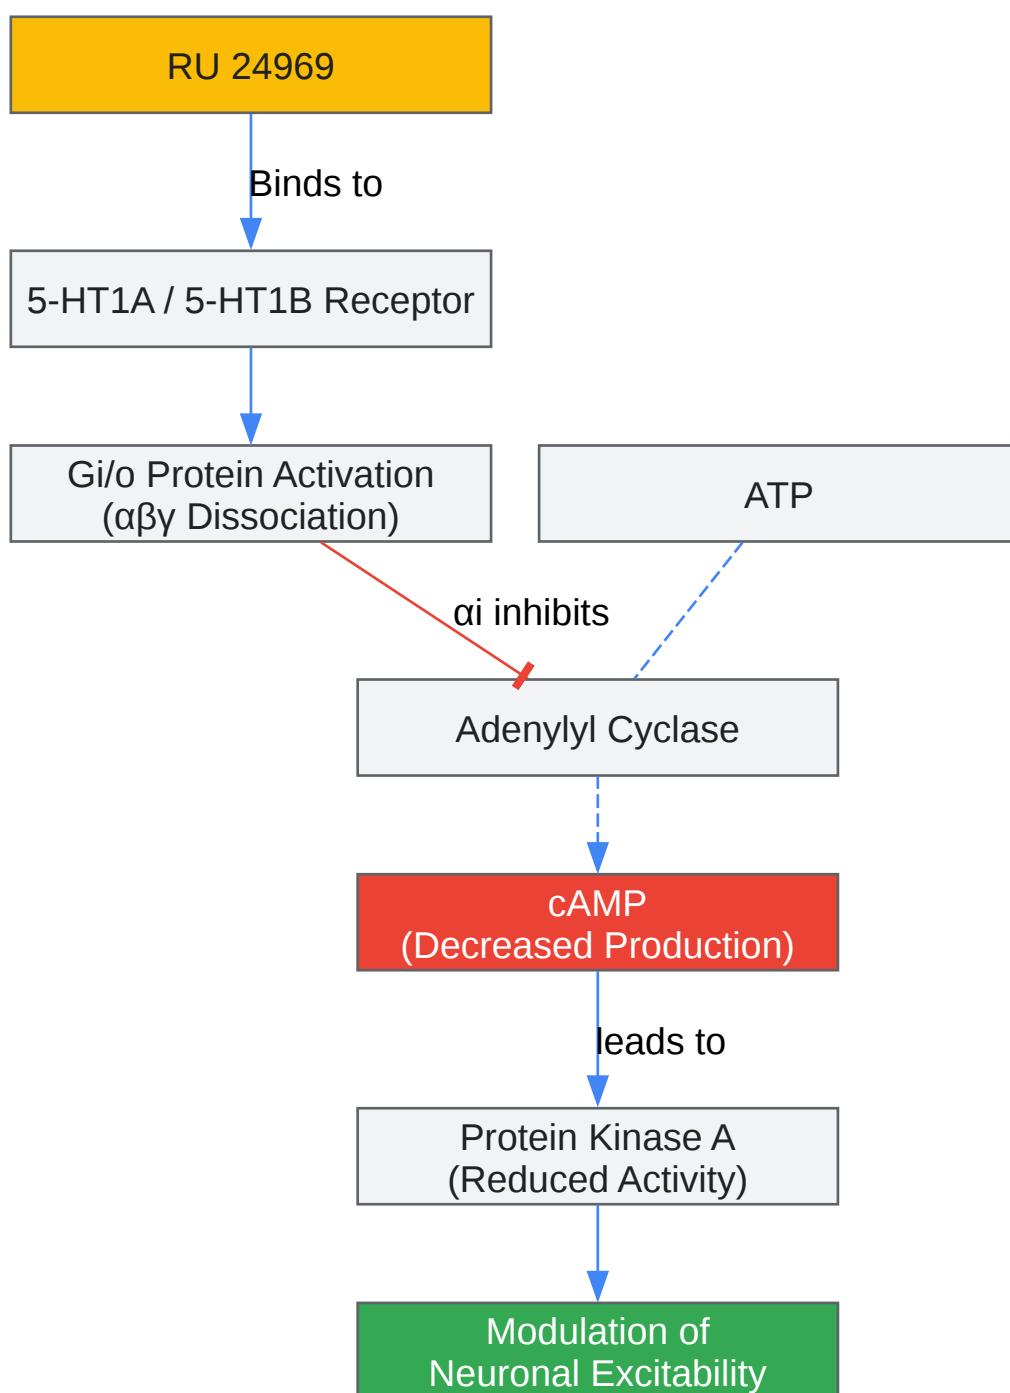 RU 24969
Binds to
5-HT1A / 5-HT1B Receptor
Gi/o Protein Activation
(αβγ Dissociation)
ATP
αi inhibits
Adenylyl Cyclase
cAMP
(Decreased Production)
leads to
Protein Kinase A
(Reduced Activity)
Modulation of
Neuronal Excitability